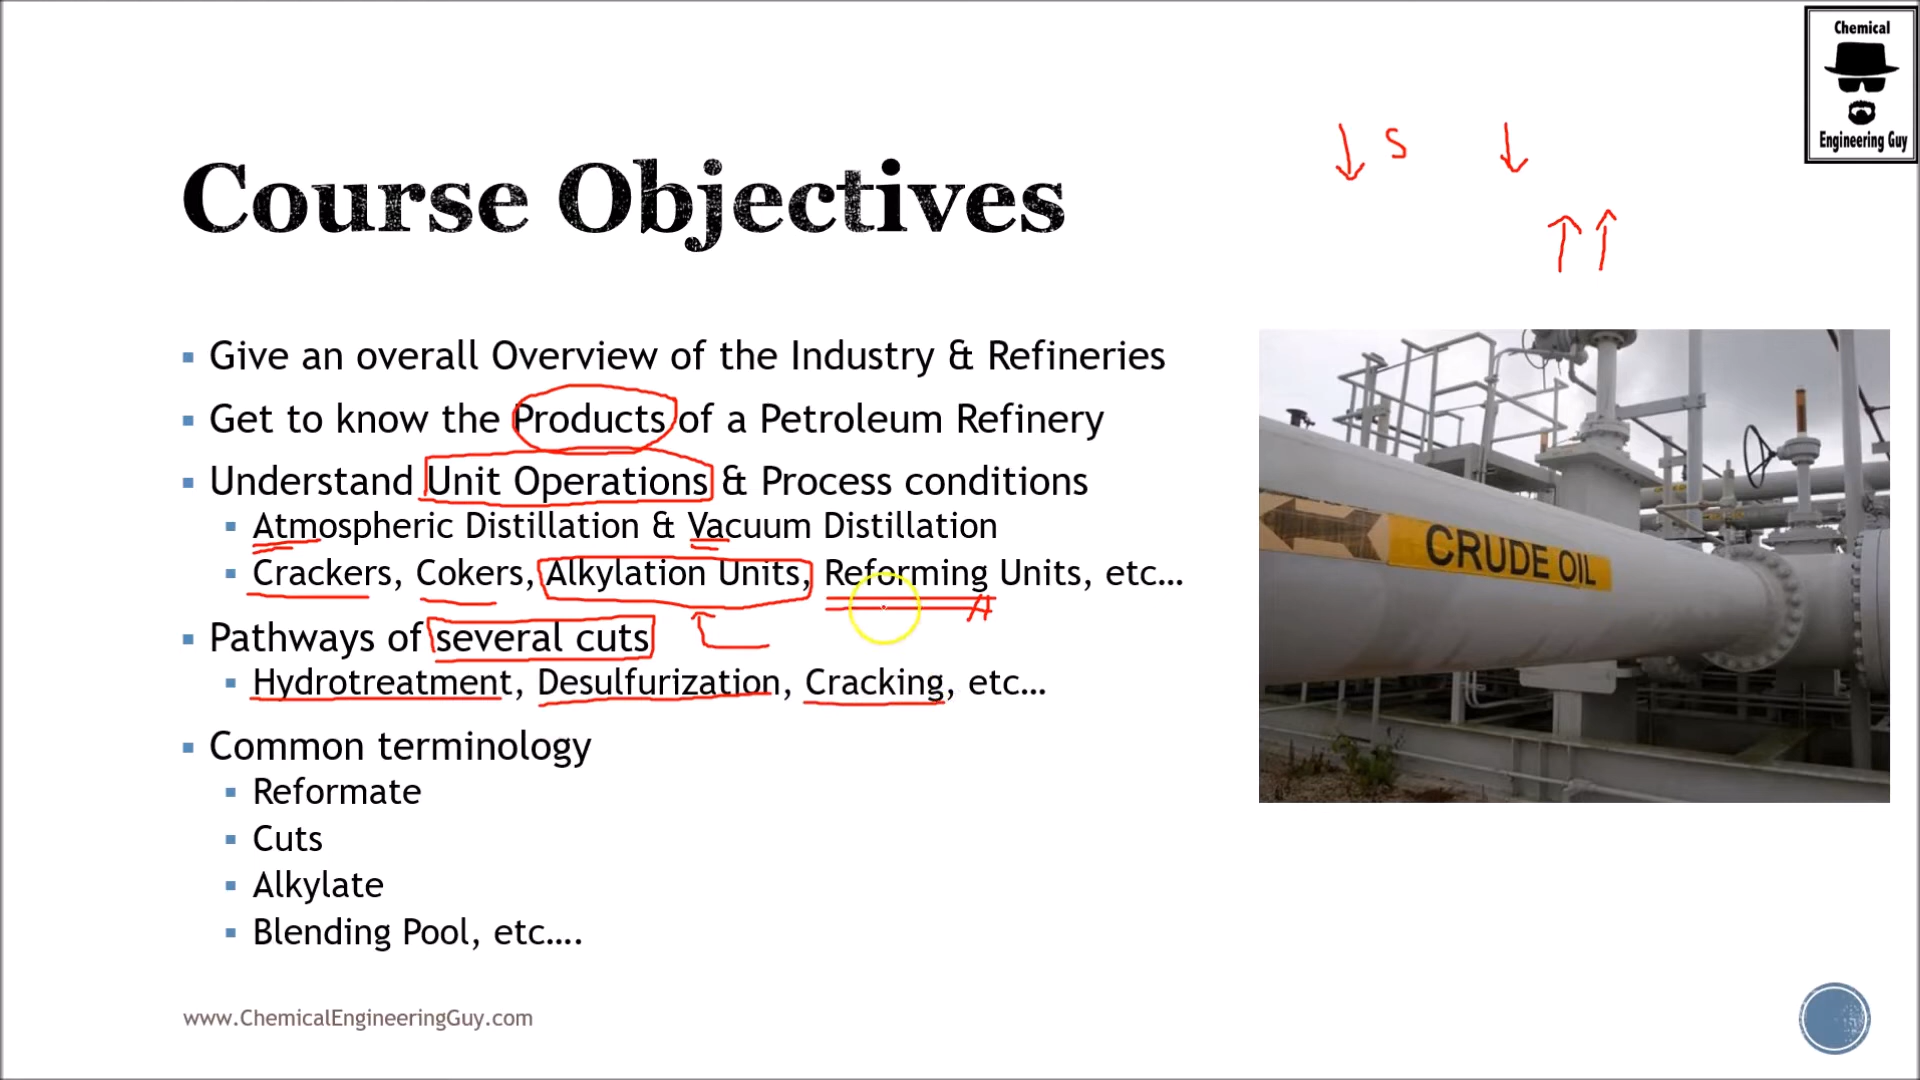 Chemical
Engineering Guy
S
Course Objectives
Give an overall Overview of the Industry & Refineries
Get to know the Products of a Petroleum Refinery
Understand Unit Operations & Process conditions
Atmospheric Distillation & Vacuum Distillation
Crackers, Cokers, Alkylation Units, Reforming Units, etc...
A
Pathways of several cuts
Hydrotreatment, Desulfurization, Cracking, etc...
Common terminology
Reformate
Cuts
Alkylate
Blending Pool, etc....
CRUDE OIL
www.ChemicalEngineeringGuy.com